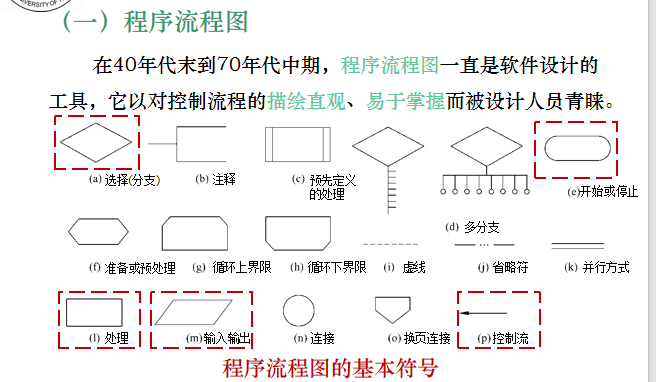 UNIVERSITY OF
（一）程序流程图
在40年代末到70年代中期，程序流程图一直是软件设计的
工具，它以对控制流程的描绘直观、易于掌握而被设计人员青睐。
(a) 选择(分支)
(b) 注释
(c) 预先定义
的处理
(d) 多分支
(e)开始或停止
(f) 准备或预处理
(g) 循环上界限
(h) 循环下界限
(i) 虚线
(j) 省略符
(k) 并行方式
(l) 处理
(m)输入输出
(n) 连接
(o) 换页连接
(p)控制流
程序流程图的基本符号